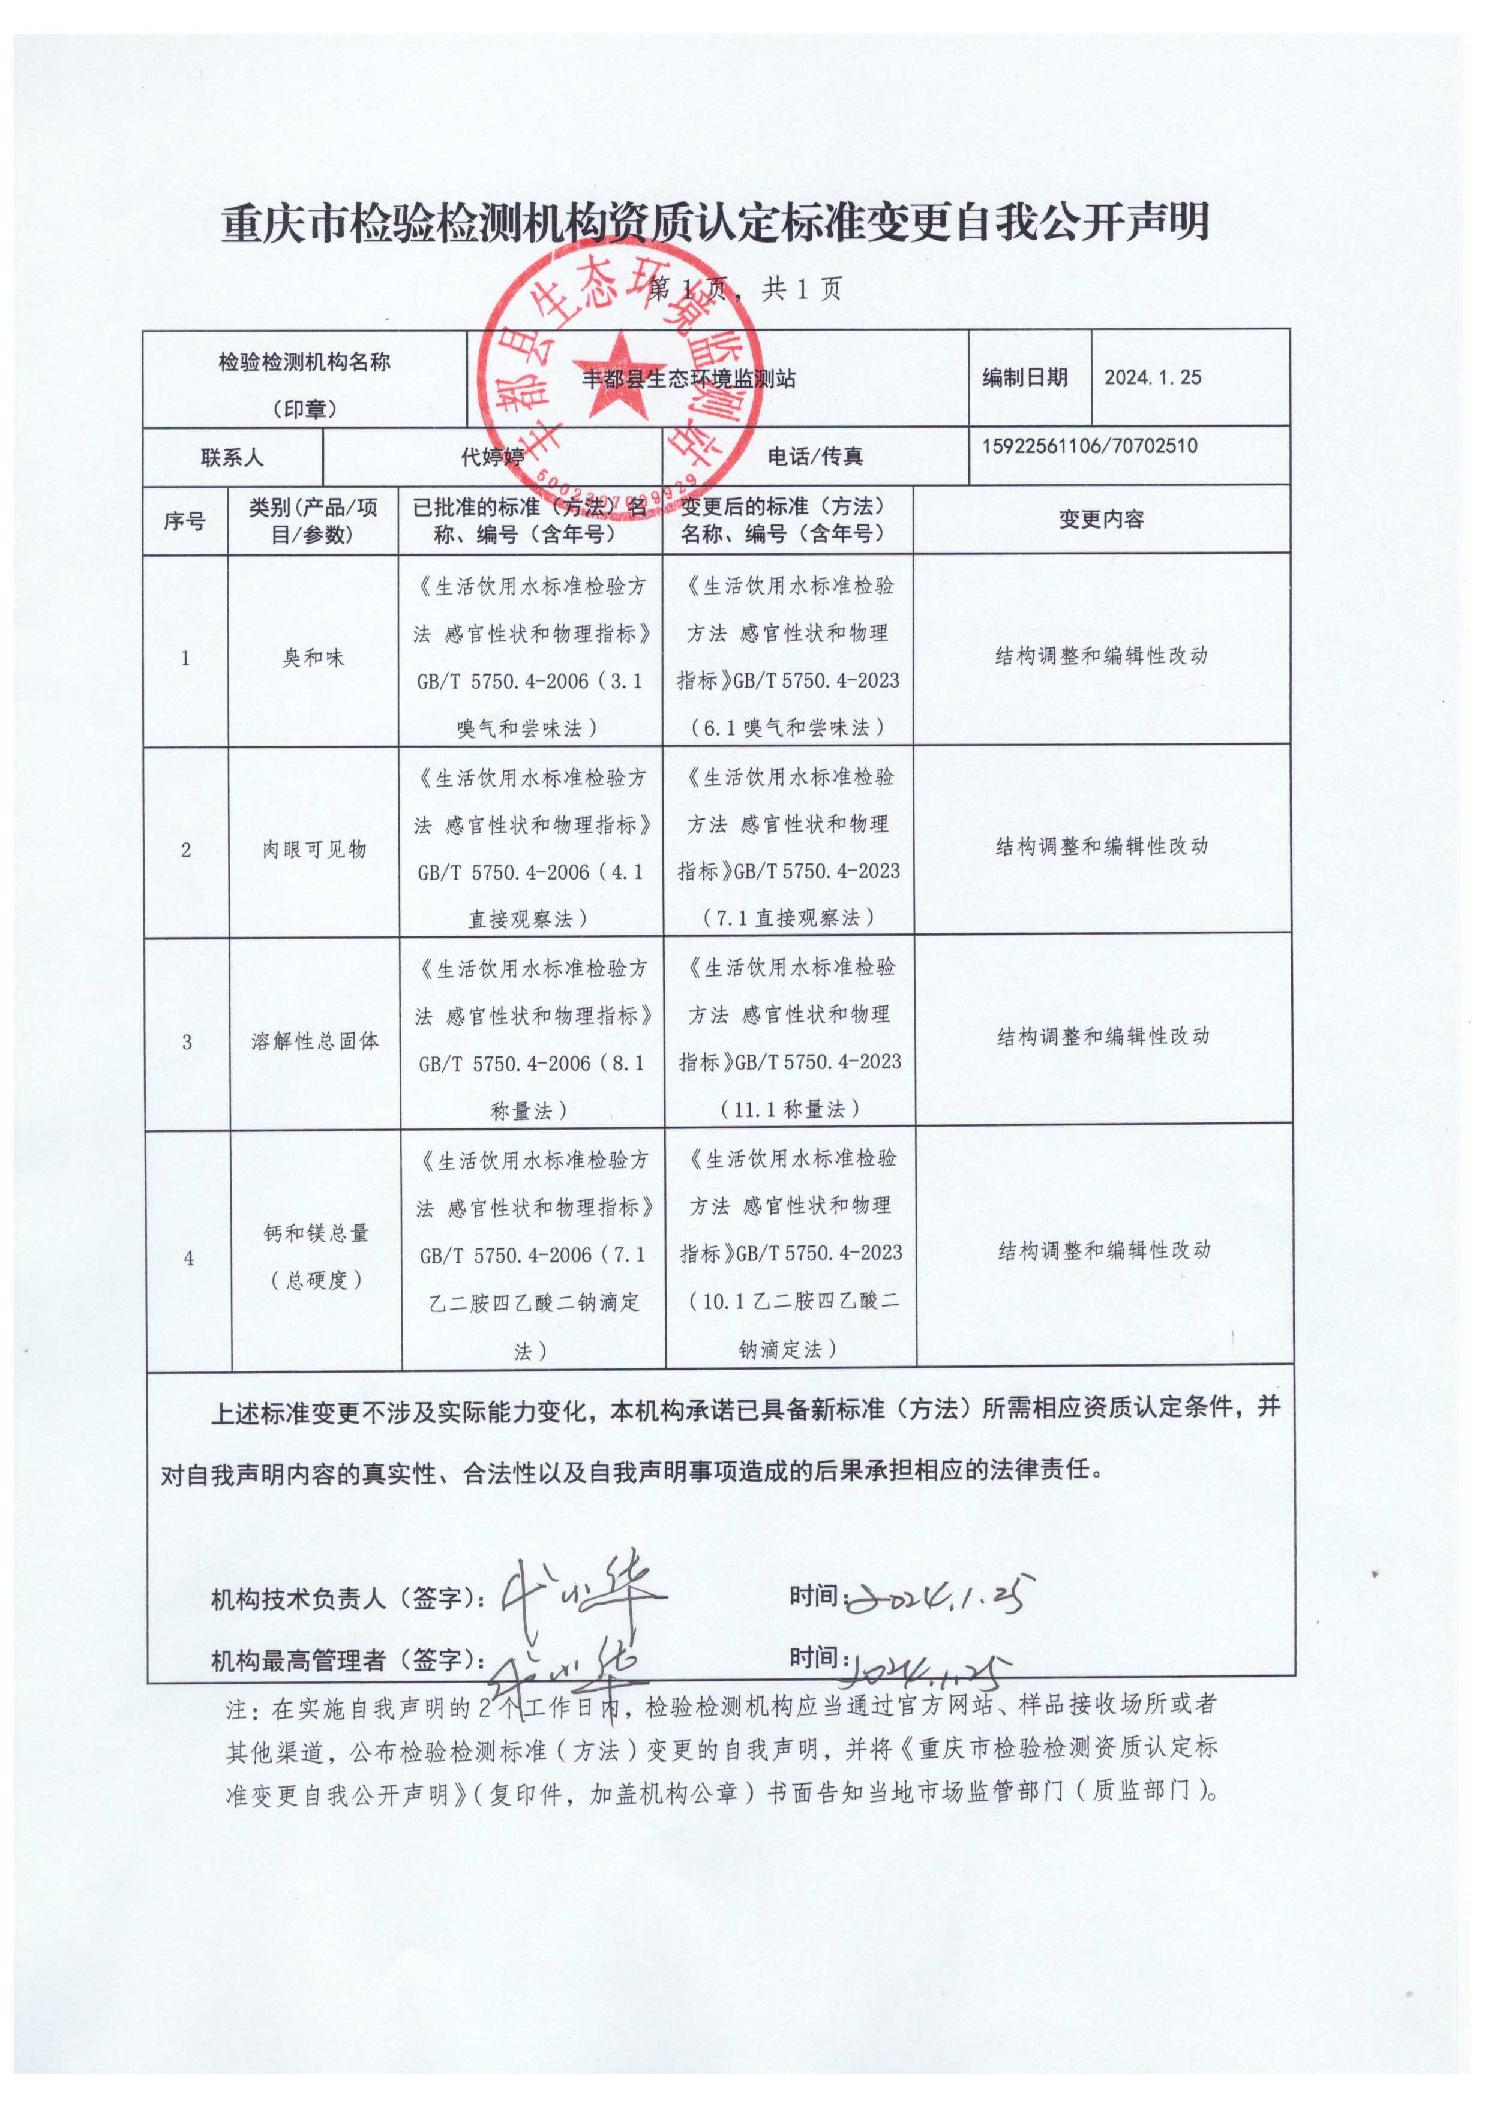 重庆市检验检测机构资质认定标准变更自我公开声明
第 1 页，共 1 页
检验检测机构名称
（印章）
丰都县生态环境监测站
编制日期
2024.1.25
丰都县生态环境监测站
联系人
代婷婷
电话/传真
15922561106/70702510
序号
类别(产品/项
目/参数)
已批准的标准（方法）名
称、编号（含年号）
变更后的标准（方法）
名称、编号（含年号）
变更内容
1
臭和味
《生活饮用水标准检验方
法 感官性状和物理指标》
GB/T 5750.4-2006（3.1
嗅气和尝味法）
《生活饮用水标准检验
方法 感官性状和物理
指标》GB/T 5750.4-2023
（6.1 嗅气和尝味法）
结构调整和编辑性改动
2
肉眼可见物
《生活饮用水标准检验方
法 感官性状和物理指标》
GB/T 5750.4-2006（4.1
直接观察法）
《生活饮用水标准检验
方法 感官性状和物理
指标》GB/T 5750.4-2023
（7.1 直接观察法）
结构调整和编辑性改动
3
溶解性总固体
《生活饮用水标准检验方
法 感官性状和物理指标》
GB/T 5750.4-2006（8.1
称量法）
《生活饮用水标准检验
方法 感官性状和物理
指标》GB/T 5750.4-2023
（11.1 称量法）
结构调整和编辑性改动
4
钙和镁总量
（总硬度）
《生活饮用水标准检验方
法 感官性状和物理指标》
GB/T 5750.4-2006（7.1
乙二胺四乙酸二钠滴定
法）
《生活饮用水标准检验
方法 感官性状和物理
指标》GB/T 5750.4-2023
（10.1 乙二胺四乙酸二
钠滴定法）
结构调整和编辑性改动
上述标准变更不涉及实际能力变化，本机构承诺已具备新标准（方法）所需相应资质认定条件，并
对自我声明内容的真实性、合法性以及自我声明事项造成的后果承担相应的法律责任。
机构技术负责人（签字）：
时间：2024.1.25
机构最高管理者（签字）：
时间：2024.1.25
注：在实施自我声明的 2 个工作日内，检验检测机构应当通过官方网站、样品接收场所或者
其他渠道，公布检验检测标准（方法）变更的自我声明，并将《重庆市检验检测资质认定标
准变更自我公开声明》（复印件，加盖机构公章）书面告知当地市场监管部门（质监部门）。